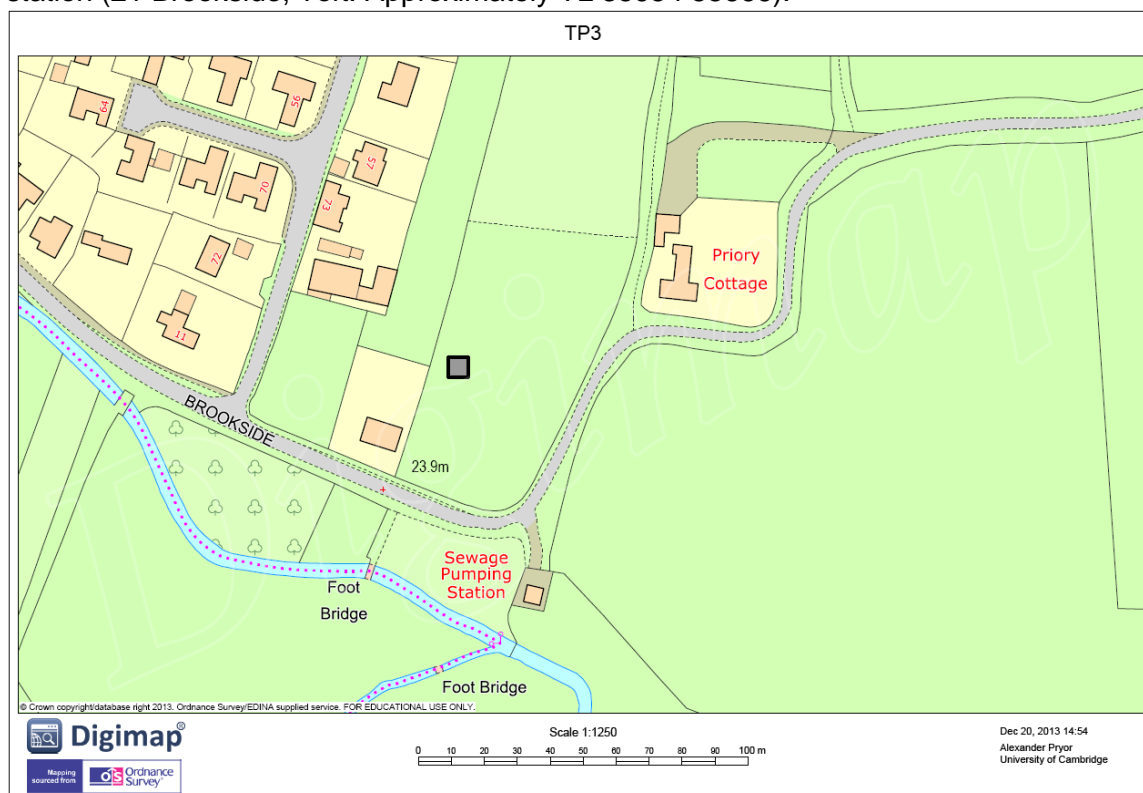 TP3
64
56
57
70
73
72
11
Priory
Cottage
BROOKSIDE
23.9m
Sewage
Pumping
Station
Foot
Bridge
Foot Bridge
© Crown copyright/database right 2013. Ordnance Survey/EDINA supplied service. FOR EDUCATIONAL USE ONLY.
Digimap®
Mapping
sourced from
Ordnance
Survey
Scale 1:1250
0 10 20 30 40 50 60 70 80 90 100 m
Dec 20, 2013 14:54
Alexander Pryor
University of Cambridge
Digimap